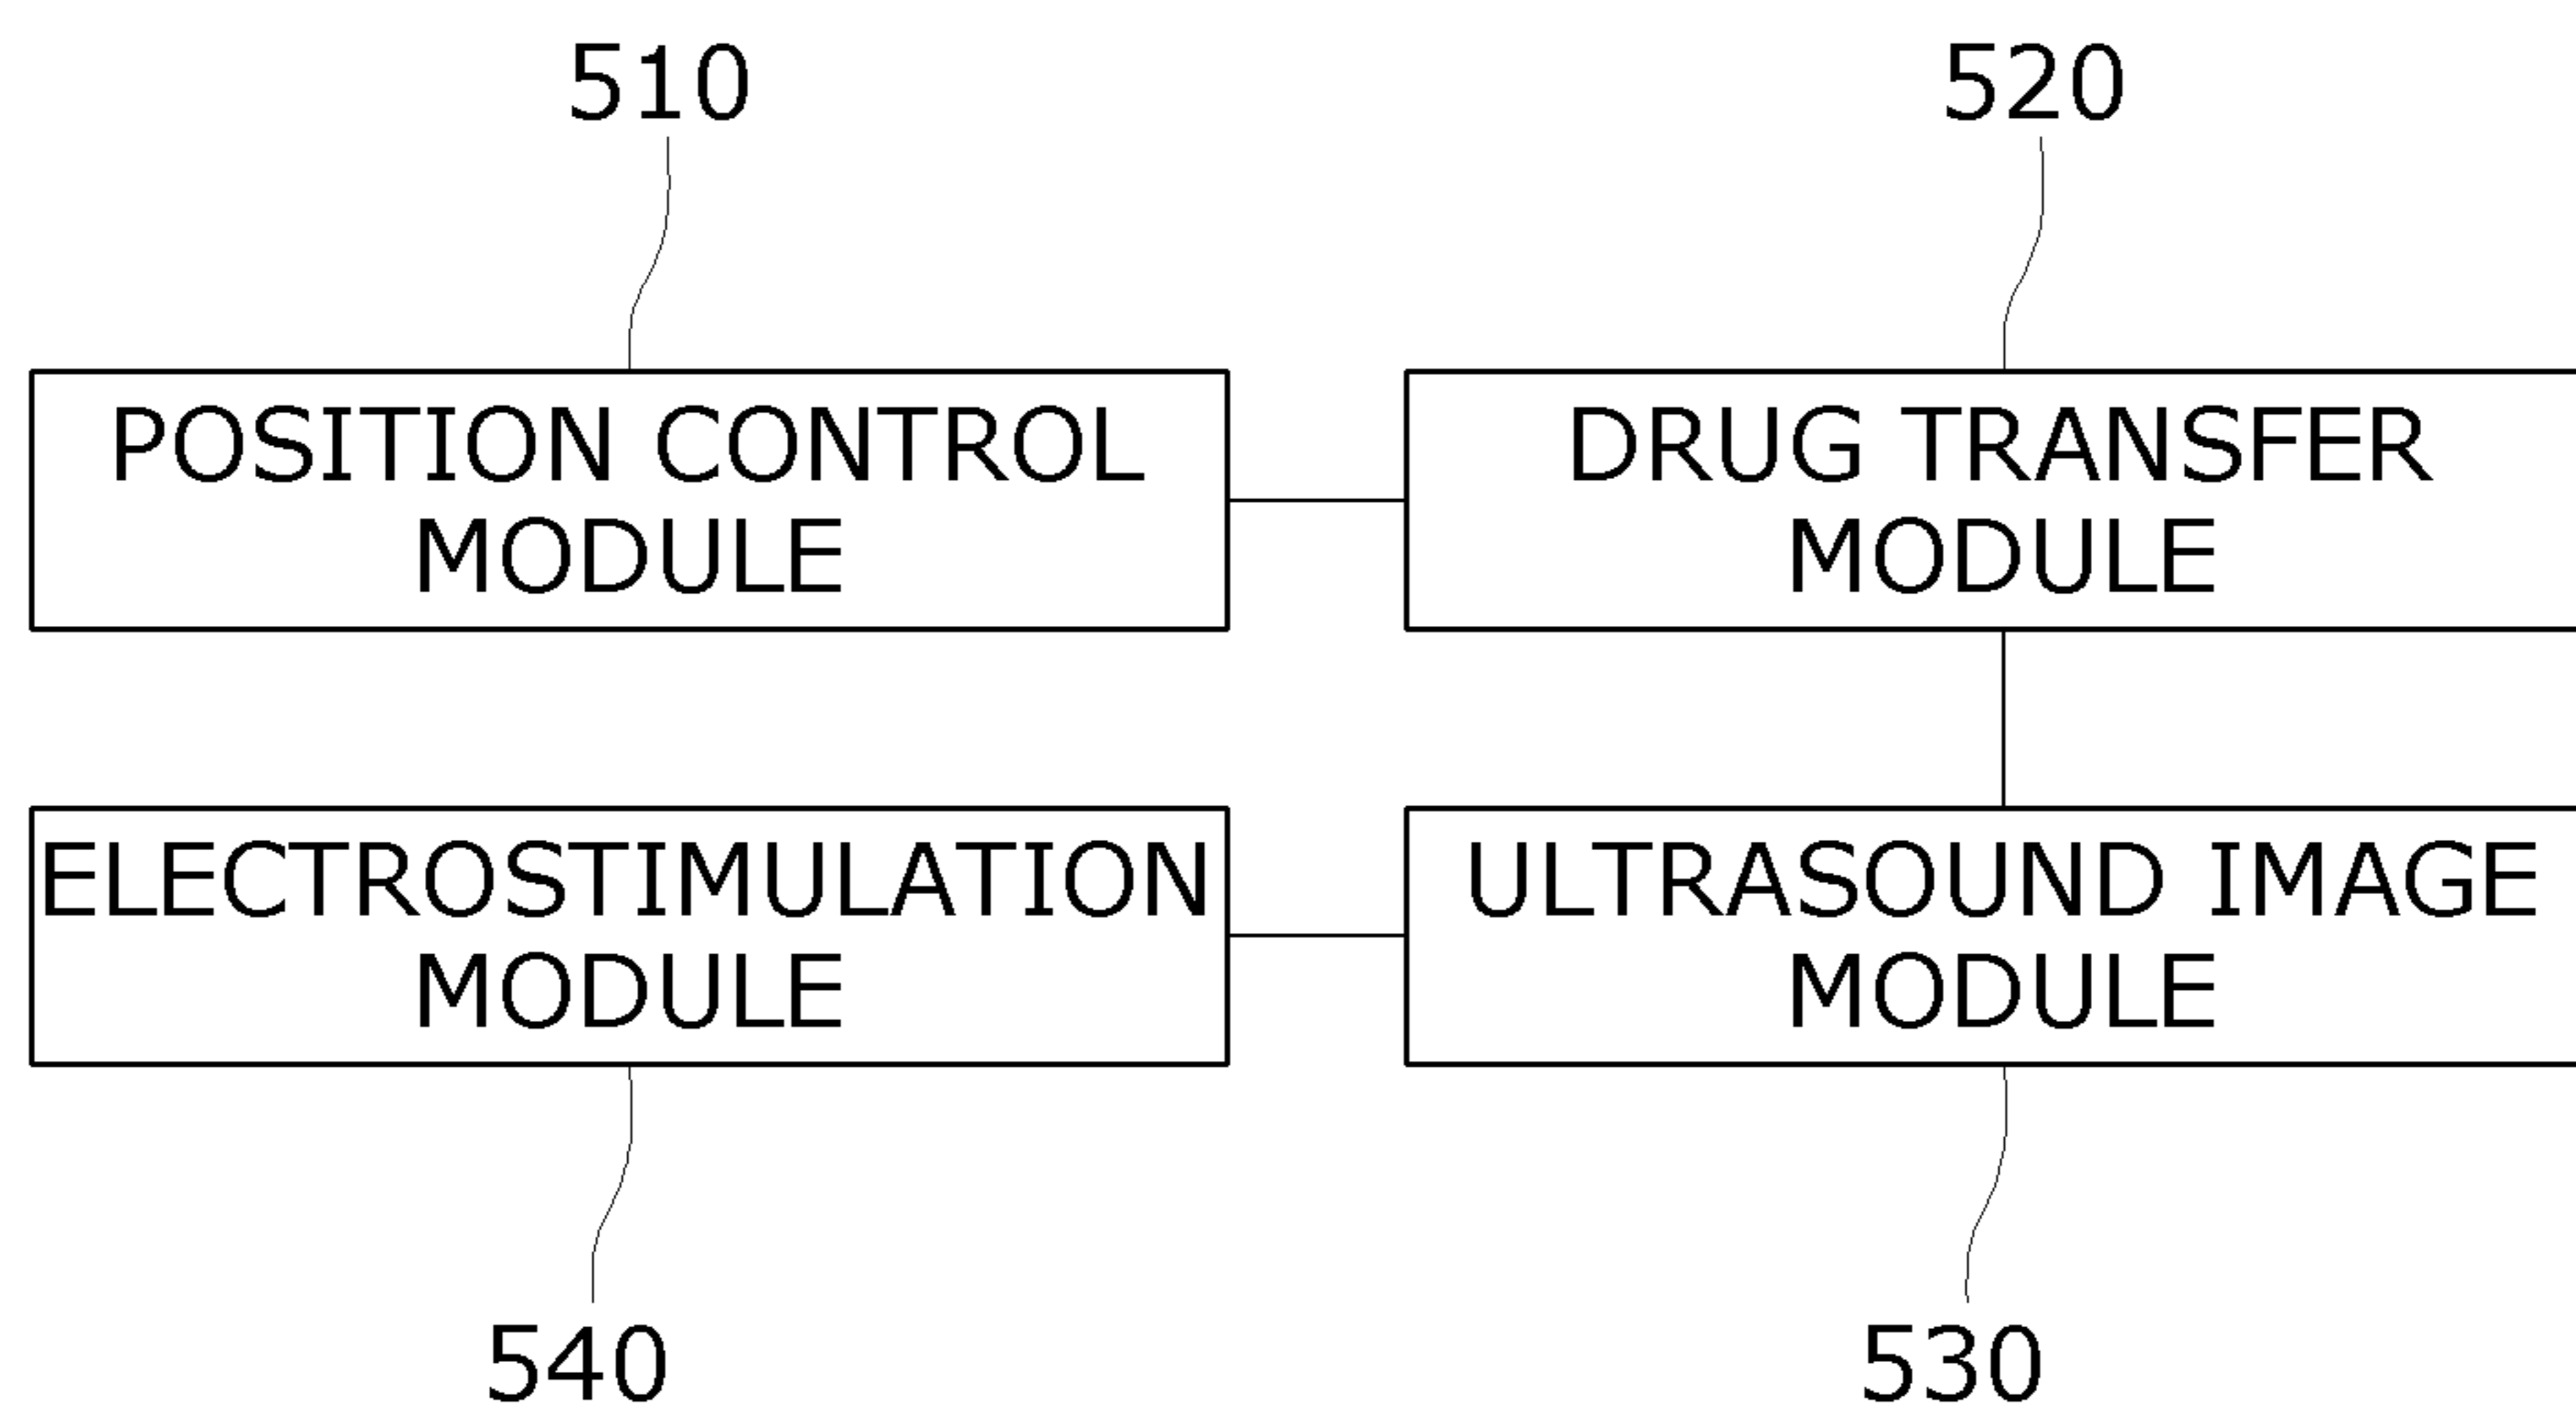 510
520
POSITION CONTROL
MODULE
DRUG TRANSFER
MODULE
ELECTROSTIMULATION
MODULE
ULTRASOUND IMAGE
MODULE
540
530